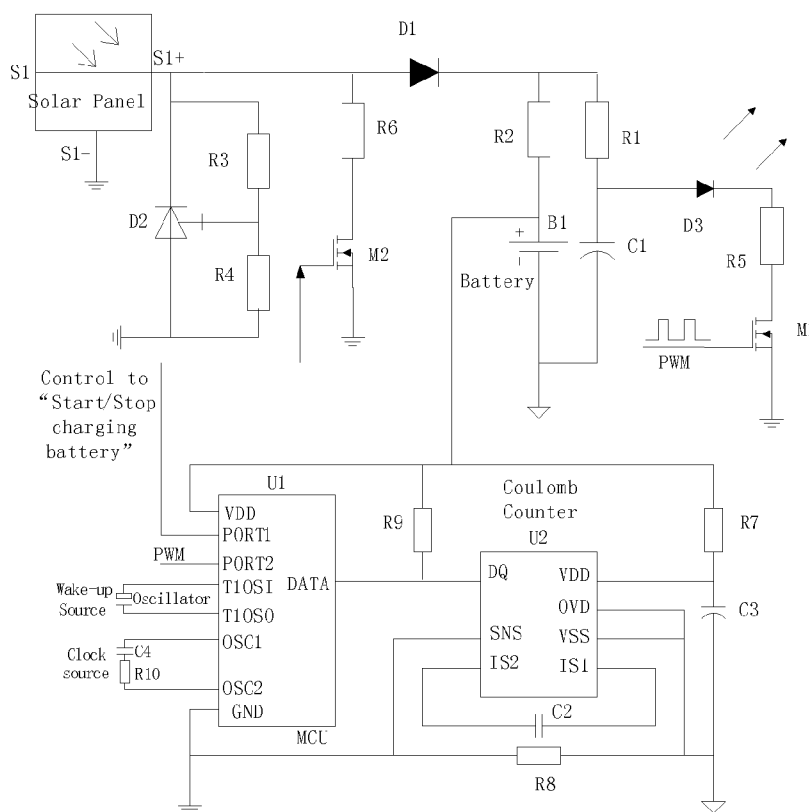 D1
S1
S1+
Solar Panel
R6
R2
R1
S1-
R3
D2
B1
D3
+
M2
C1
-
R4
Battery
R5
M
PWM
Control to
“Start/Stop
charging
battery”
U1
Coulomb
Counter
VDD
R9
U2
R7
PORT1
PWM
PORT2
DQ
VDD
Wake-up
Source
Oscillator
T1OSI
DATA
T1OSO
OVD
C3
OSC1
SNS
VSS
Clock
source
C4
R10
IS2
IS1
OSC2
GND
C2
MCU
R8